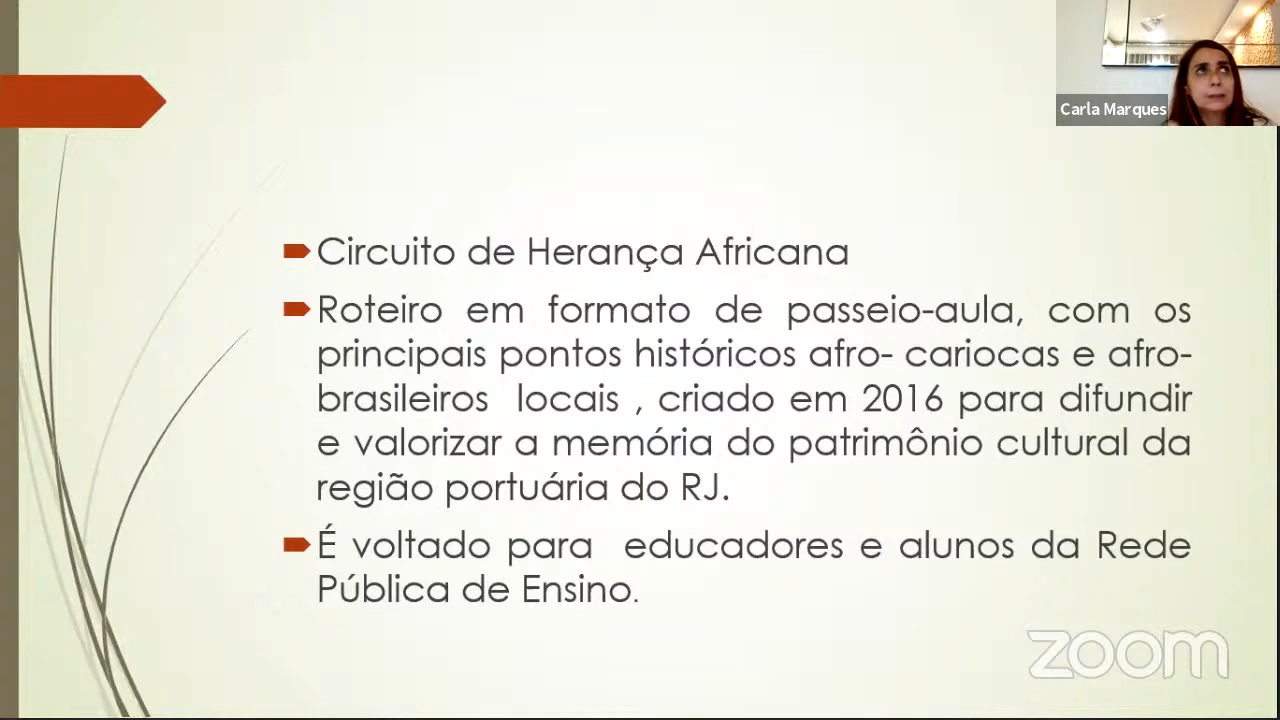 Carla Marques
Circuito de Herança Africana
Roteiro em formato de passeio-aula, com os
principais pontos históricos afro- cariocas e afro-
brasileiros locais , criado em 2016 para difundir
e valorizar a memória do patrimônio cultural da
região portuária do RJ.
É voltado para educadores e alunos da Rede
Pública de Ensino.
zoom